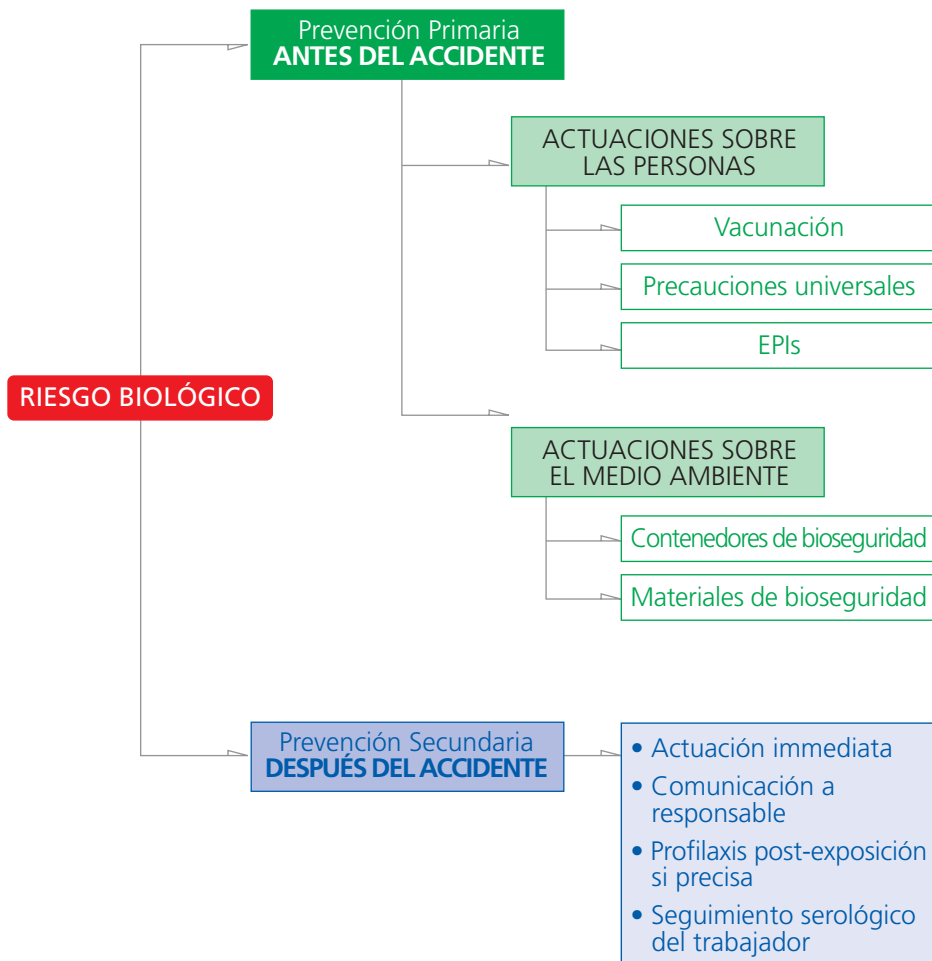 Prevención Primaria
ANTES DEL ACCIDENTE
ACTUACIONES SOBRE
LAS PERSONAS
Vacunación
Precauciones universales
EPIs
RIESGO BIOLÓGICO
ACTUACIONES SOBRE
EL MEDIO AMBIENTE
Contenedores de bioseguridad
Materiales de bioseguridad
Prevención Secundaria
DESPUÉS DEL ACCIDENTE
• Actuación immediata
• Comunicación a
responsable
• Profilaxis post-exposición
si precisa
• Seguimiento serológico
del trabajador